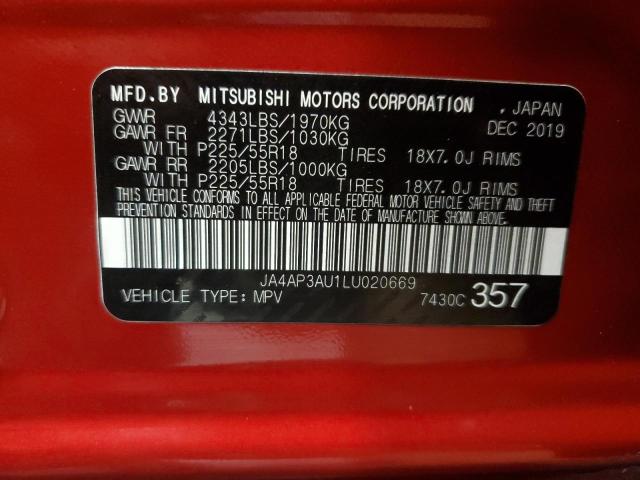 MFD.BY MITSUBISHI MOTORS CORPORATION , JAPAN
GVWR 4343LBS/1970KG DEC 2019
GAWR FR 2271LBS/1030KG
WITH P225/55R18 TIRES 18X7.0J RIMS
GAWR RR 2205LBS/1000KG
WITH P225/55R18 TIRES 18X7.0J RIMS
THIS VEHICLE CONFORMS TO ALL APPLICABLE FEDERAL MOTOR VEHICLE SAFETY AND THEFT
PREVENTION STANDARDS IN EFFECT ON THE DATE OF MANUFACTURE SHOWN ABOVE.
JA4AP3AU1LU020669
VEHICLE TYPE: MPV 7430C 357